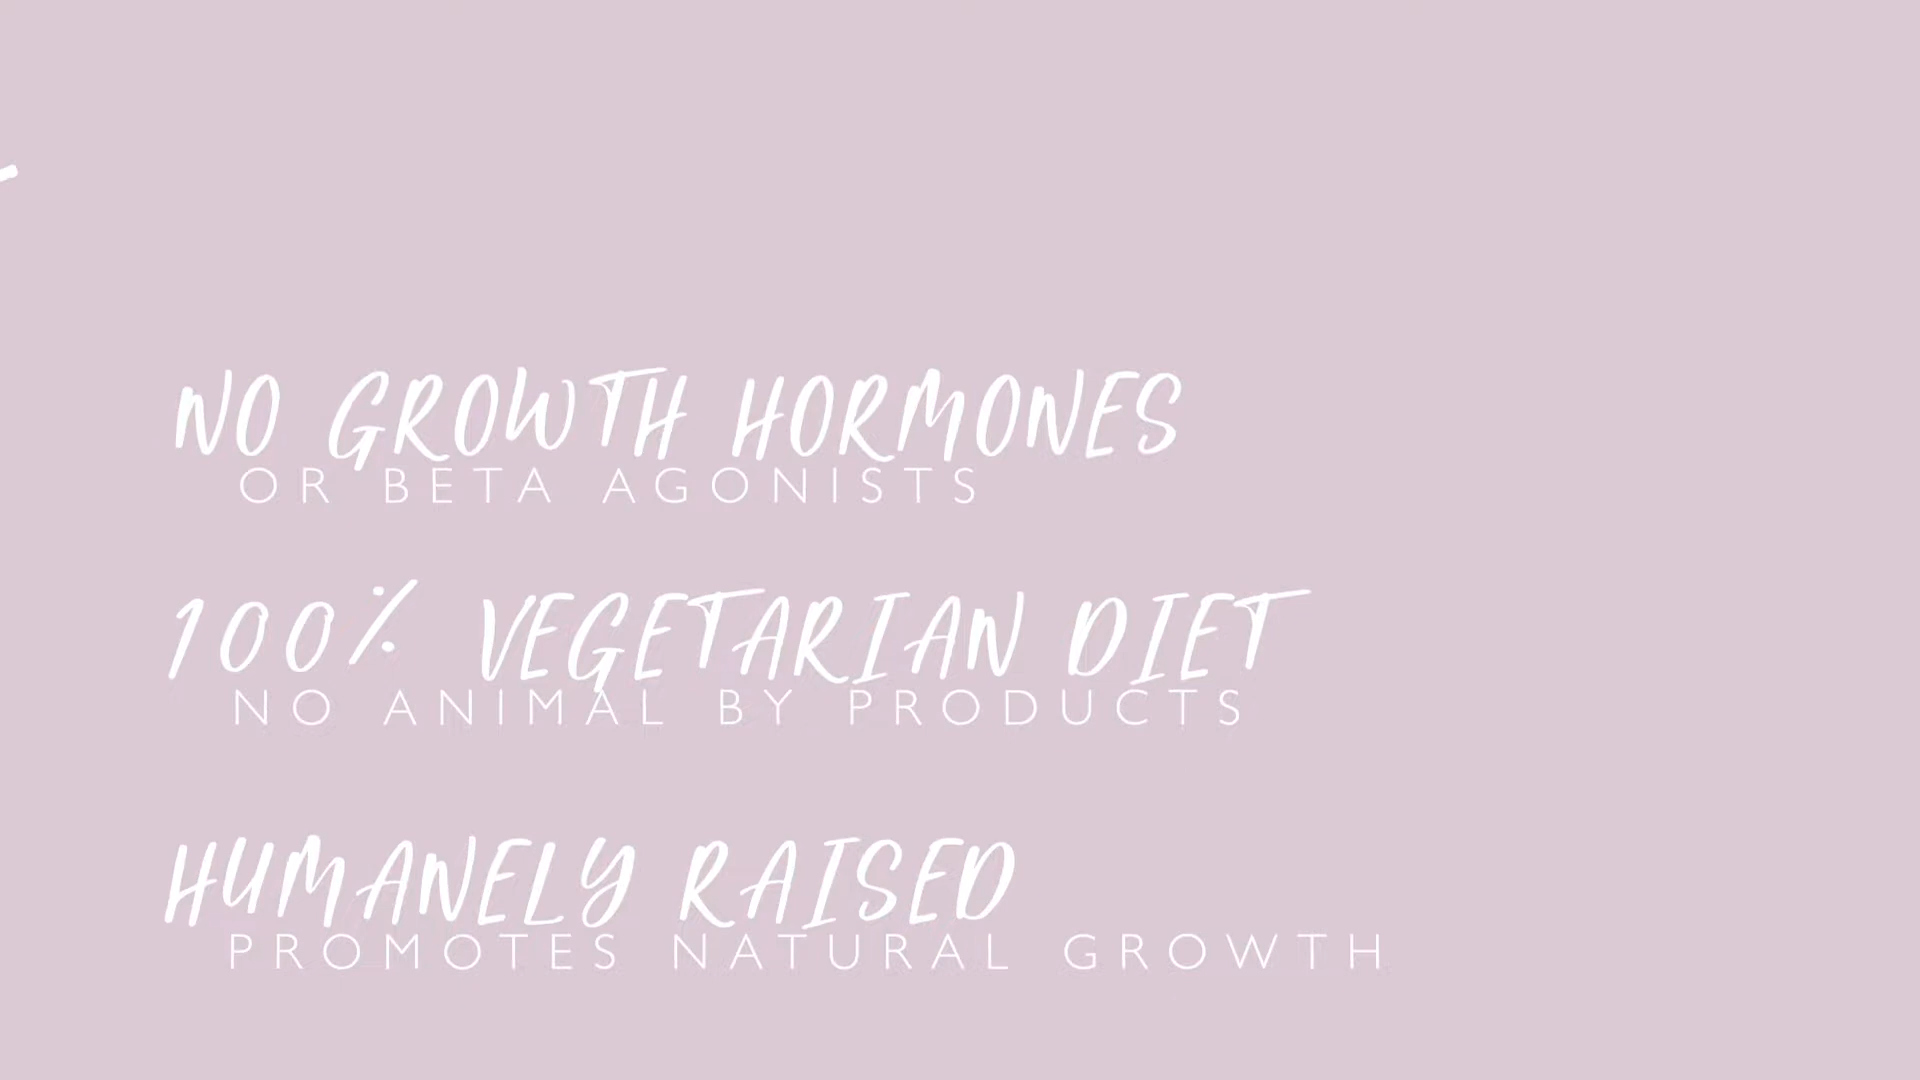 NO GROWTH HORMONES
OR BETA AGONISTS
100% VEGETARIAN DIET
NO ANIMAL BY PRODUCTS
HUMANELY RAISED
PROMOTES NATURAL GROWTH